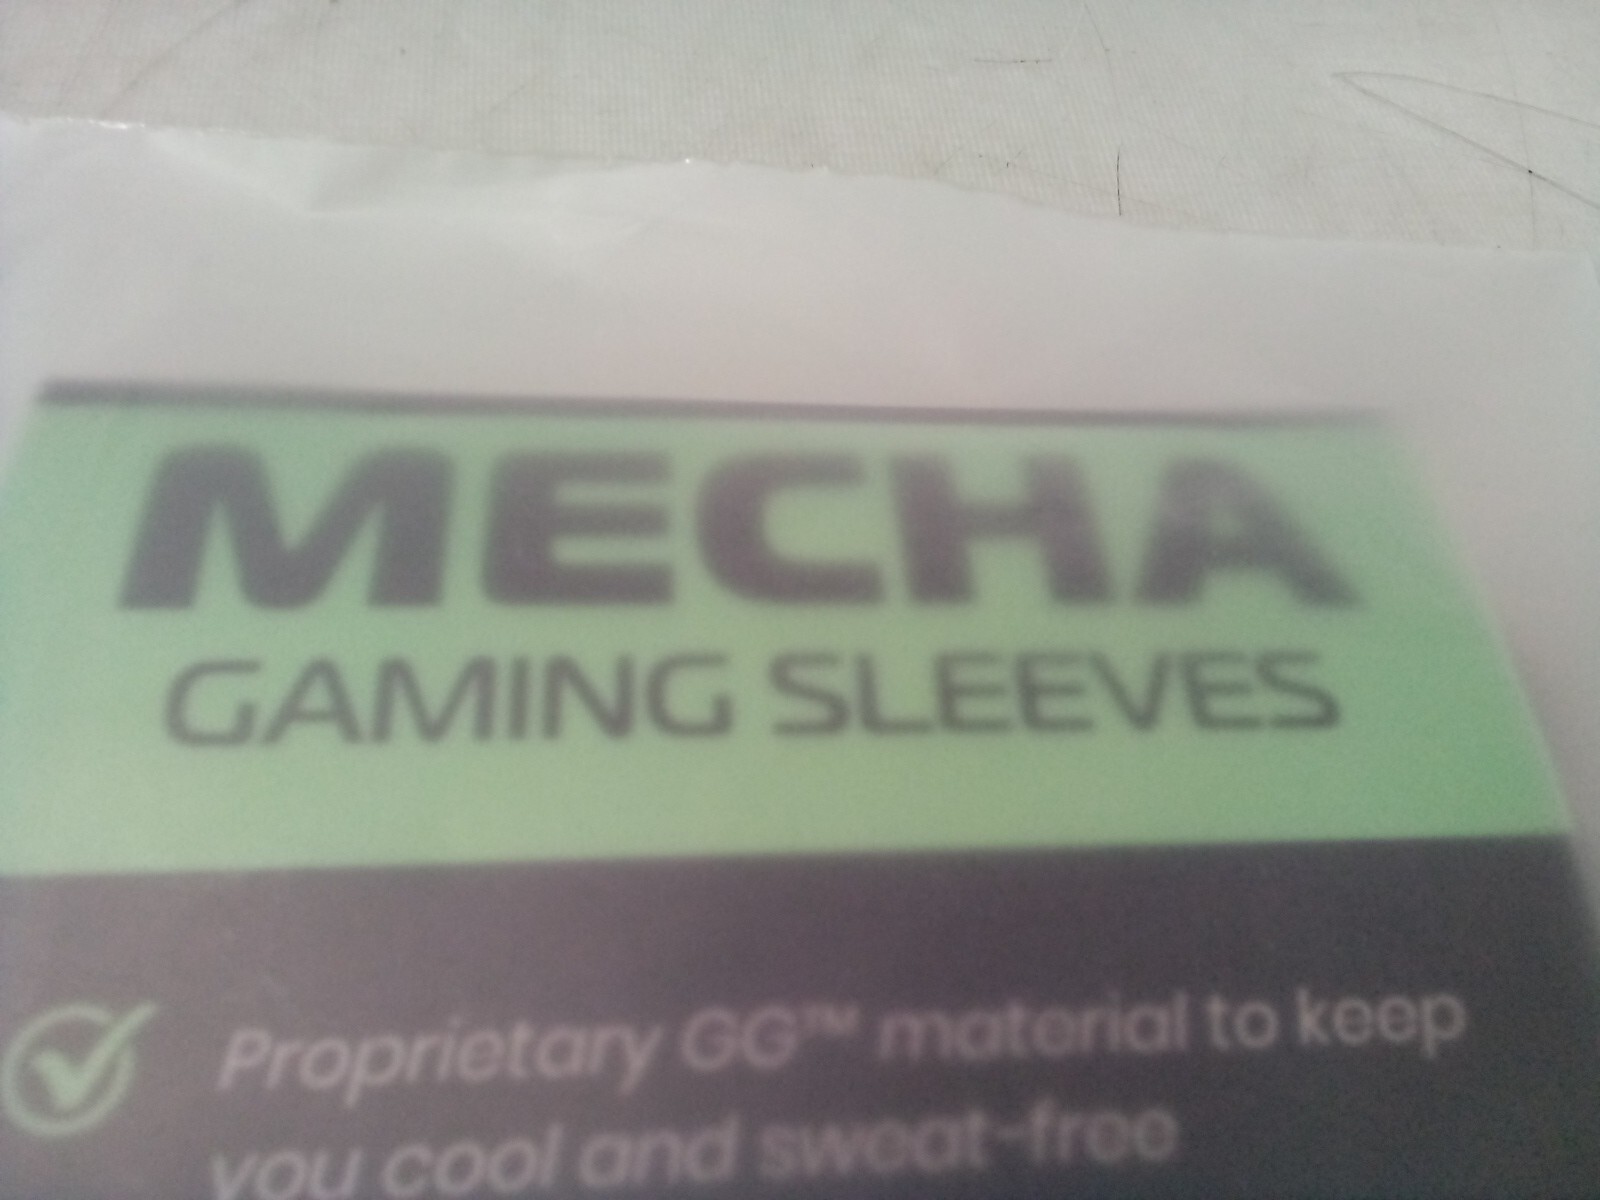 MECHA
GAMING SLEEVES
Proprietary GG™ material to keep
you cool and sweat-free